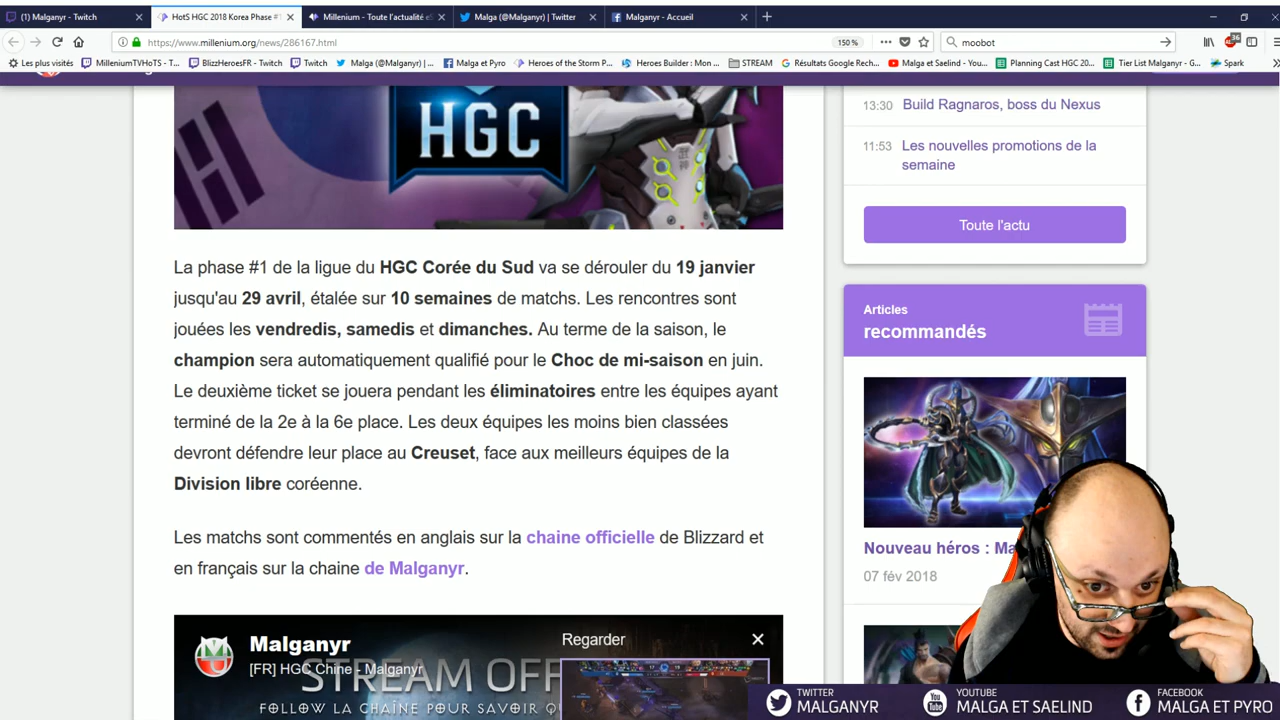 (1) Malganyr - Twitch
HotS HGC 2018 Korea Phase #1
Millenium - Toute l'actualité eS
Malga (@Malganyr) | Twitter
Malganyr - Accueil
https://www.millenium.org/news/286167.html
150 %
moobot
36
Les plus visités
MilleniumTVHoTS - T...
BlizzHeroesFR - Twitch
Twitch
Malga (@Malganyr) | ...
Malga et Pyro
Heroes of the Storm P...
Heroes Builder : Mon ...
STREAM
Résultats Google Rech...
Malga et Saelind - You...
Planning Cast HGC 20...
Tier List Malganyr - G...
Spark
HGC
13:30 Build Ragnaros, boss du Nexus
11:53 Les nouvelles promotions de la
semaine
Toute l'actu
La phase #1 de la ligue du HGC Corée du Sud va se dérouler du 19 janvier
jusqu'au 29 avril, étalée sur 10 semaines de matchs. Les rencontres sont
jouées les vendredis, samedis et dimanches. Au terme de la saison, le
champion sera automatiquement qualifié pour le Choc de mi-saison en juin.
Le deuxième ticket se jouera pendant les éliminatoires entre les équipes ayant
terminé de la 2e à la 6e place. Les deux équipes les moins bien classées
devront défendre leur place au Creuset, face aux meilleurs équipes de la
Division libre coréenne.
Les matchs sont commentés en anglais sur la chaine officielle de Blizzard et
en français sur la chaine de Malganyr.
Articles
recommandés
Nouveau héros : Ma
07 fév 2018
Malganyr
[FR] HGC Chine - Malganyr
Regarder
STREAM OFF
FOLLOW LA CHAÎNE POUR SAVOIR Q
TWITTER
MALGANYR
YOUTUBE
MALGA ET SAELIND
FACEBOOK
MALGA ET PYRO